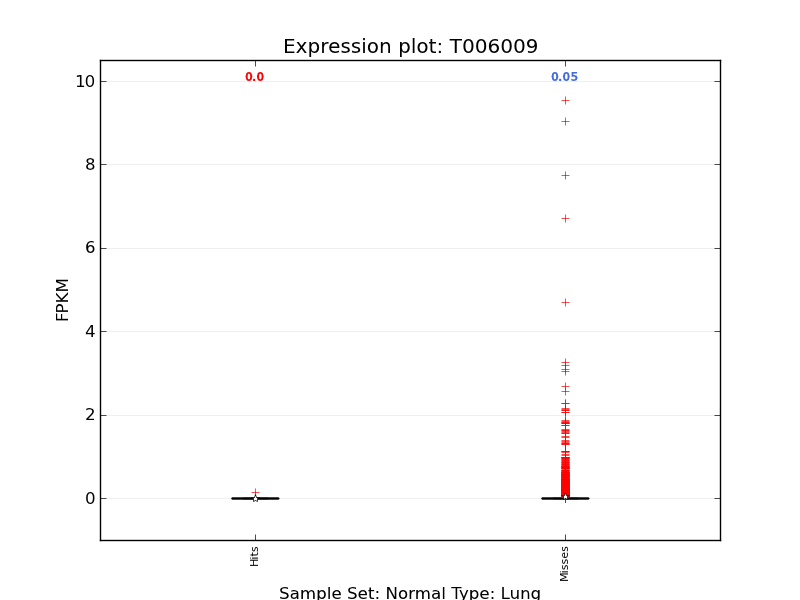 Expression plot: T006009
0.0
0.05
10
8
6
4
2
0
FPKM
Hits
Misses
Sample Set: Normal Type: Lung